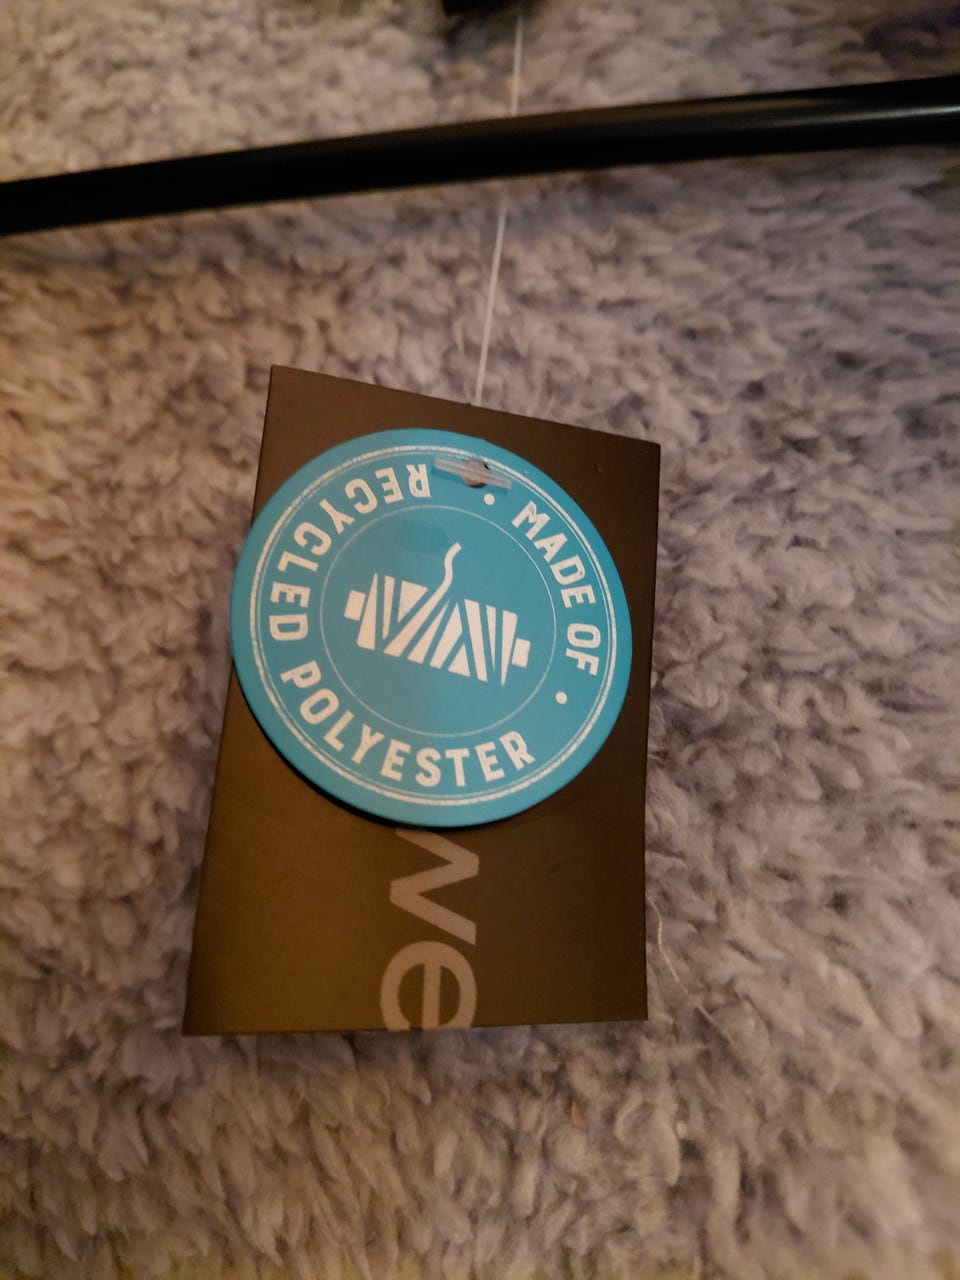 • MADE OF •
RECYCLED POLYESTER
we